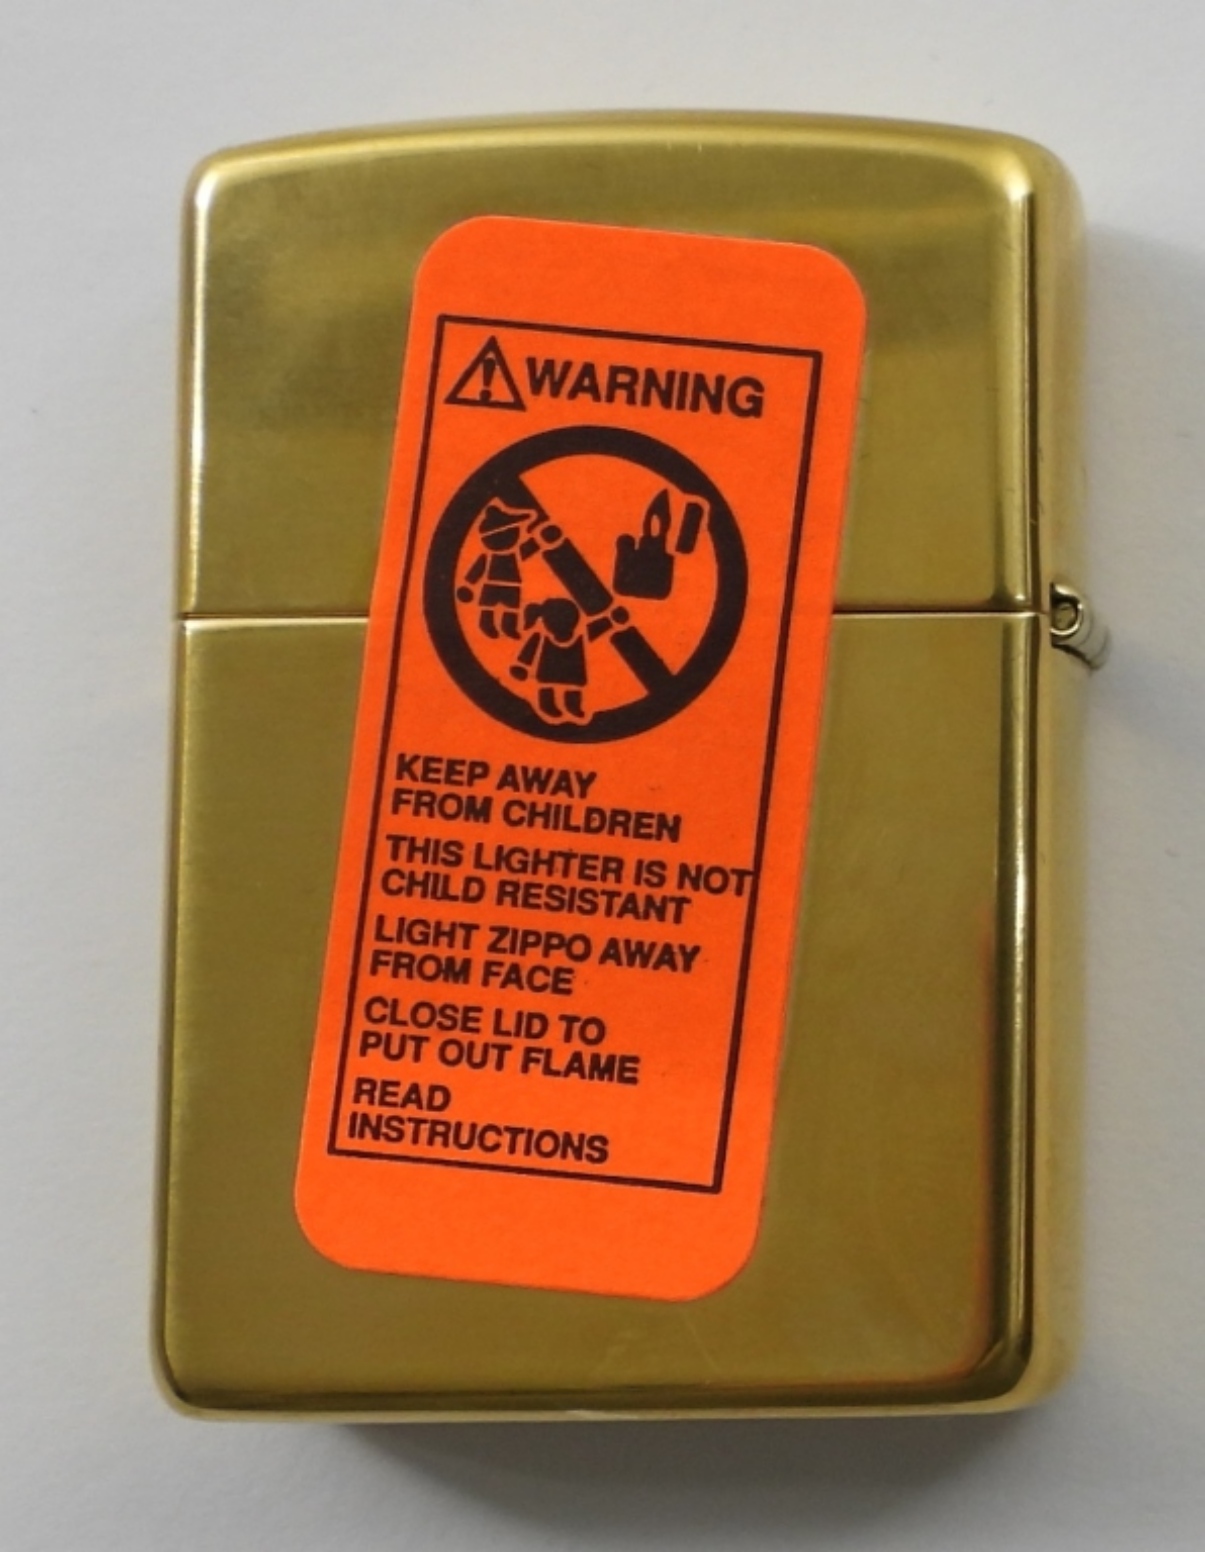 WARNING
KEEP AWAY
FROM CHILDREN
THIS LIGHTER IS NOT
CHILD RESISTANT
LIGHT ZIPPO AWAY
FROM FACE
CLOSE LID TO
PUT OUT FLAME
READ
INSTRUCTIONS